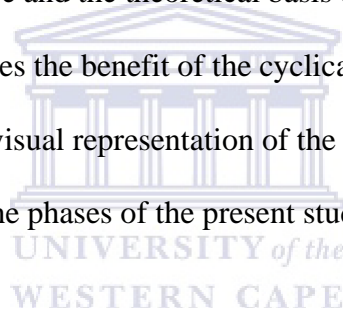 and the theoretical basis
es the benefit of the cyclica
visual representation of the
ne phases of the present stud
UNIVERSITY of the
WESTERN CAPE